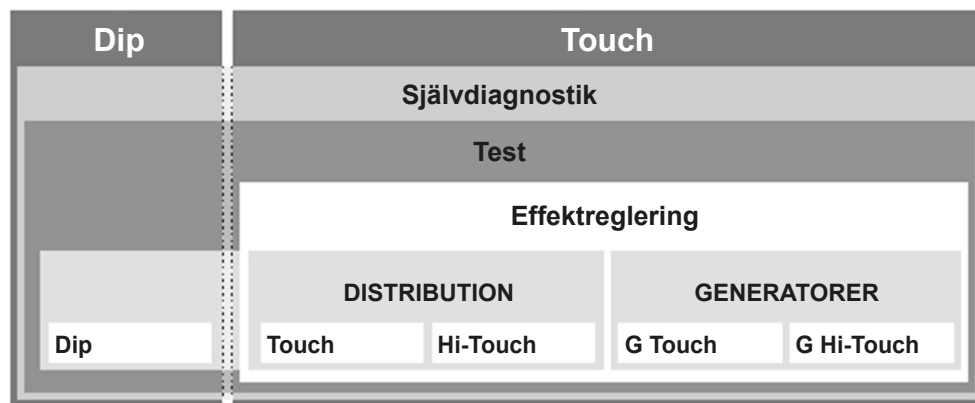 Dip Touch
Självdiagnostik
Test
Effektreglering
DISTRIBUTION GENERATORER
Dip Touch Hi-Touch G Touch G Hi-Touch